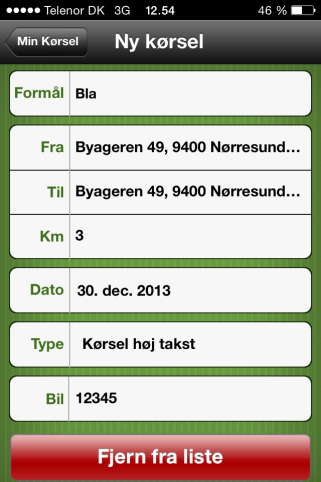 Telenor DK 3G 12.54 46 %
Min Kørsel Ny kørsel
Formål Bla
Fra Byageren 49, 9400 Nørresund...
Til Byageren 49, 9400 Nørresund...
Km 3
Dato 30. dec. 2013
Type Kørsel høj takst
Bil 12345
Fjern fra liste